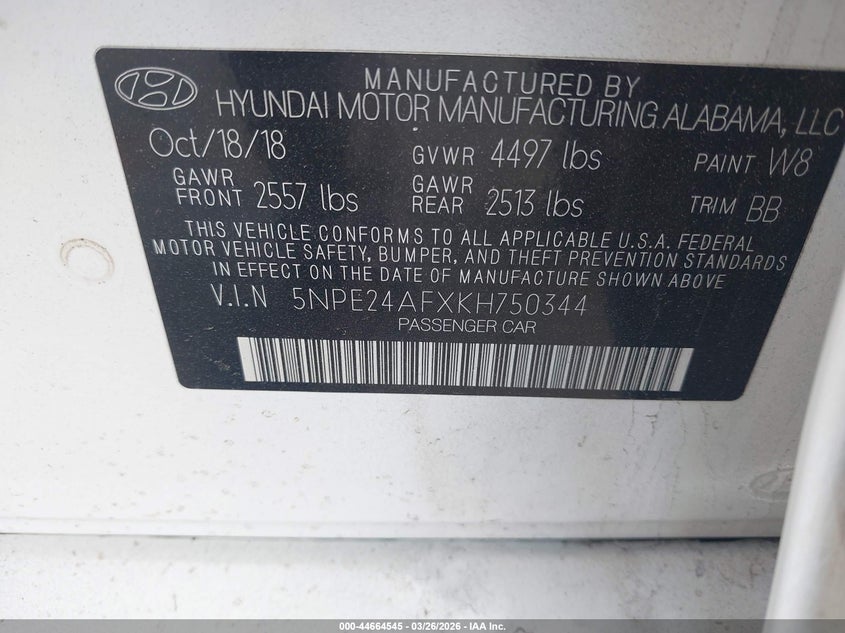 MANUFACTURED BY
HYUNDAI MOTOR MANUFACTURING ALABAMA, LLC
Oct/18/18 GVWR 4497 lbs PAINT W8
GAWR FRONT 2557 lbs GAWR REAR 2513 lbs TRIM BB
THIS VEHICLE CONFORMS TO ALL APPLICABLE U.S.A. FEDERAL
MOTOR VEHICLE SAFETY, BUMPER, AND THEFT PREVENTION STANDARDS
IN EFFECT ON THE DATE OF MANUFACTURE SHOWN ABOVE
V.I.N 5NPE24AFXKH750344
PASSENGER CAR
000-44664545 - 03/26/2026 - IAA Inc.